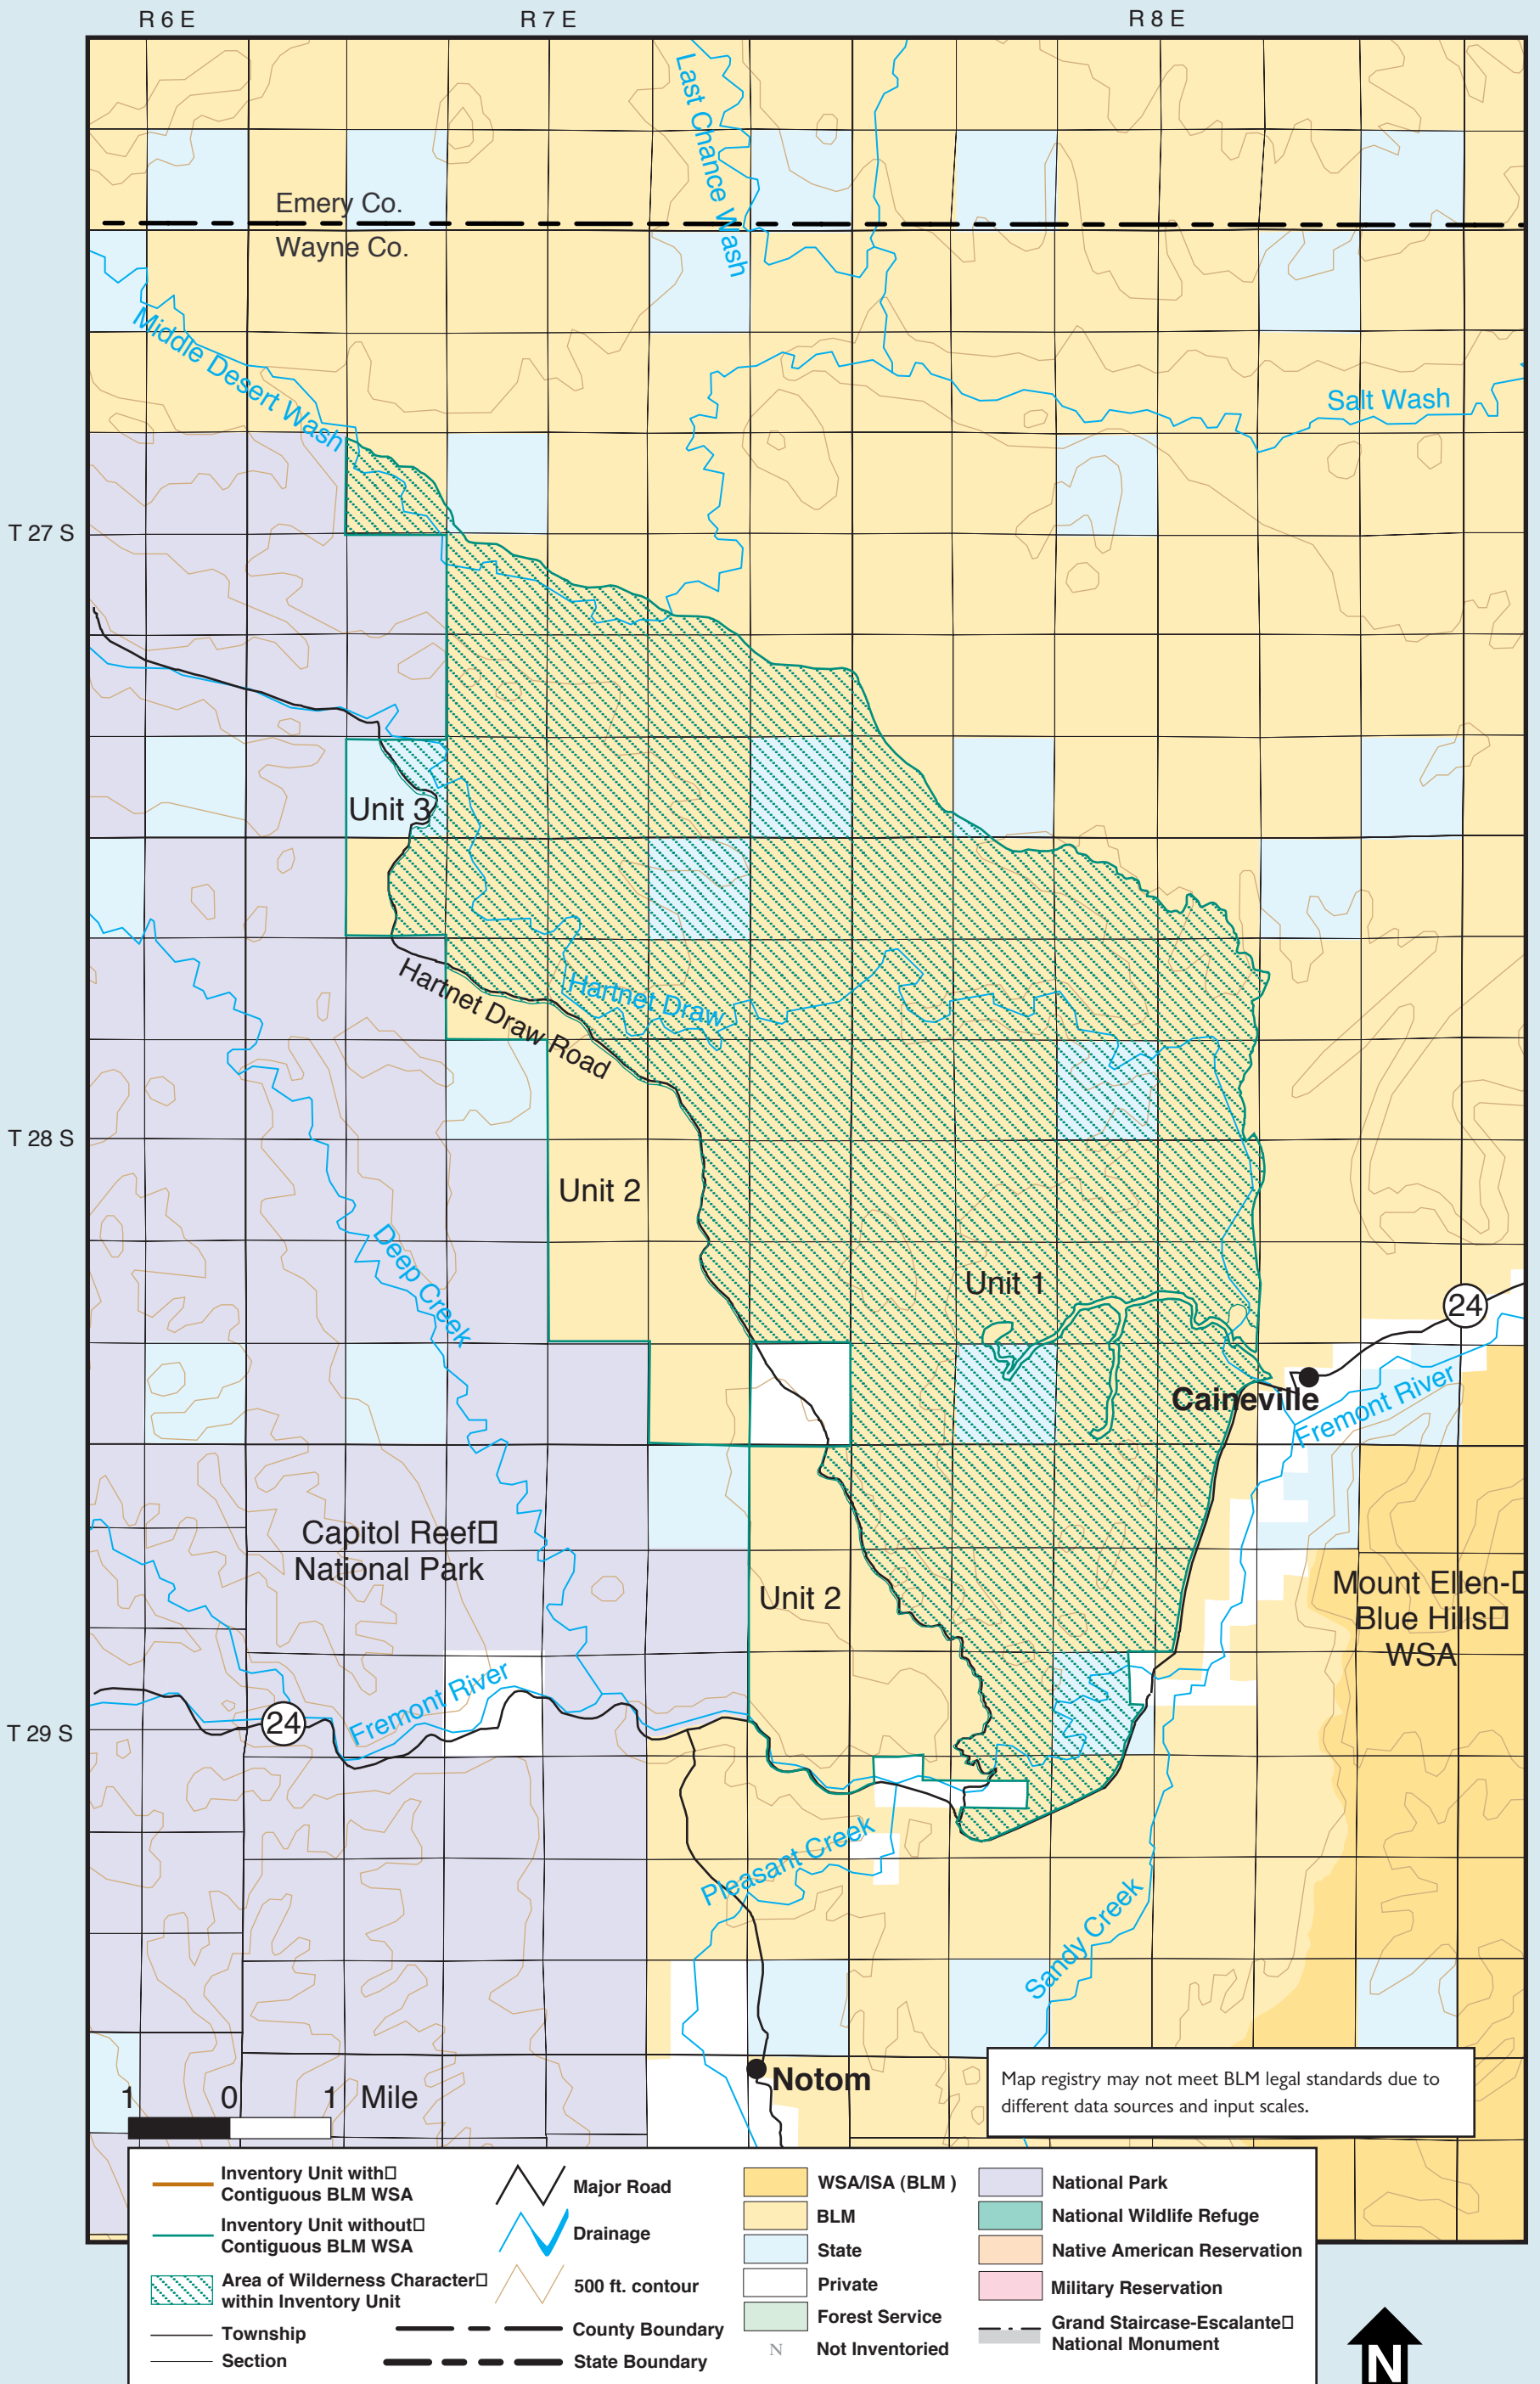 R 6 E
R 7 E
R 8 E
Last Chance Wash
Emery Co.
Wayne Co.
Middle Desert Wash
Salt Wash
T 27 S
Unit 3
Hartnet Draw
Hartnet Draw Road
T 28 S
Unit 2
Deep Creek
Unit 1
24
Caineville
Fremont River
Capitol Reef
National Park
Unit 2
Mount Ellen-
Blue Hills
WSA
Fremont River
24
T 29 S
Pleasant Creek
Sandy Creek
Notom
1 0 1 Mile
Map registry may not meet BLM legal standards due to
different data sources and input scales.
Inventory Unit with
Contiguous BLM WSA
Inventory Unit without
Contiguous BLM WSA
Area of Wilderness Character
within Inventory Unit
Township
Section
Major Road
Drainage
500 ft. contour
County Boundary
State Boundary
WSA/ISA (BLM )
BLM
State
Private
Forest Service
N Not Inventoried
National Park
National Wildlife Refuge
Native American Reservation
Military Reservation
Grand Staircase-Escalante
National Monument
N